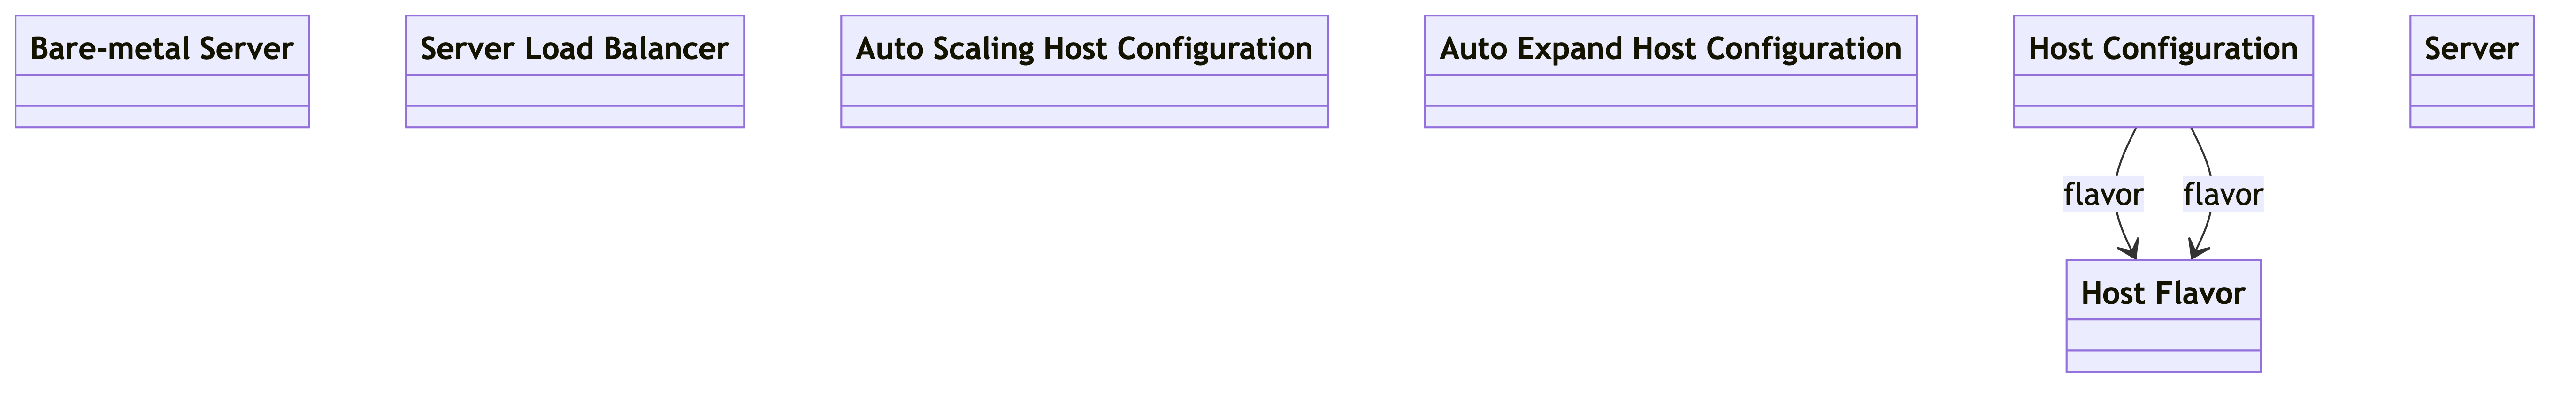 Bare-metal Server
Server Load Balancer
Auto Scaling Host Configuration
Auto Expand Host Configuration
Host Configuration
Server
flavor
flavor
Host Flavor